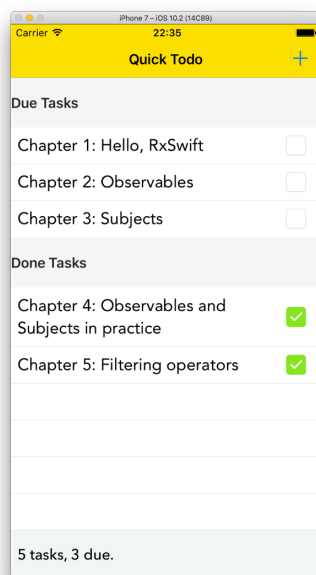 iPhone 7 – iOS 10.2 (14C89)
Carrier 22:35
Quick Todo +
Due Tasks
Chapter 1: Hello, RxSwift
Chapter 2: Observables
Chapter 3: Subjects
Done Tasks
Chapter 4: Observables and
Subjects in practice
Chapter 5: Filtering operators
5 tasks, 3 due.